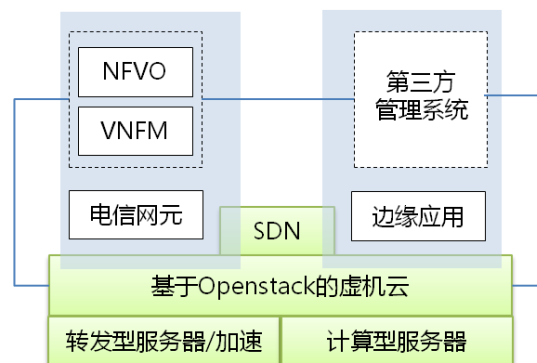 NFVO
VNFM
第三方
管理系统
电信网元
SDN
边缘应用
基于Openstack的虚机云
转发型服务器/加速
计算型服务器